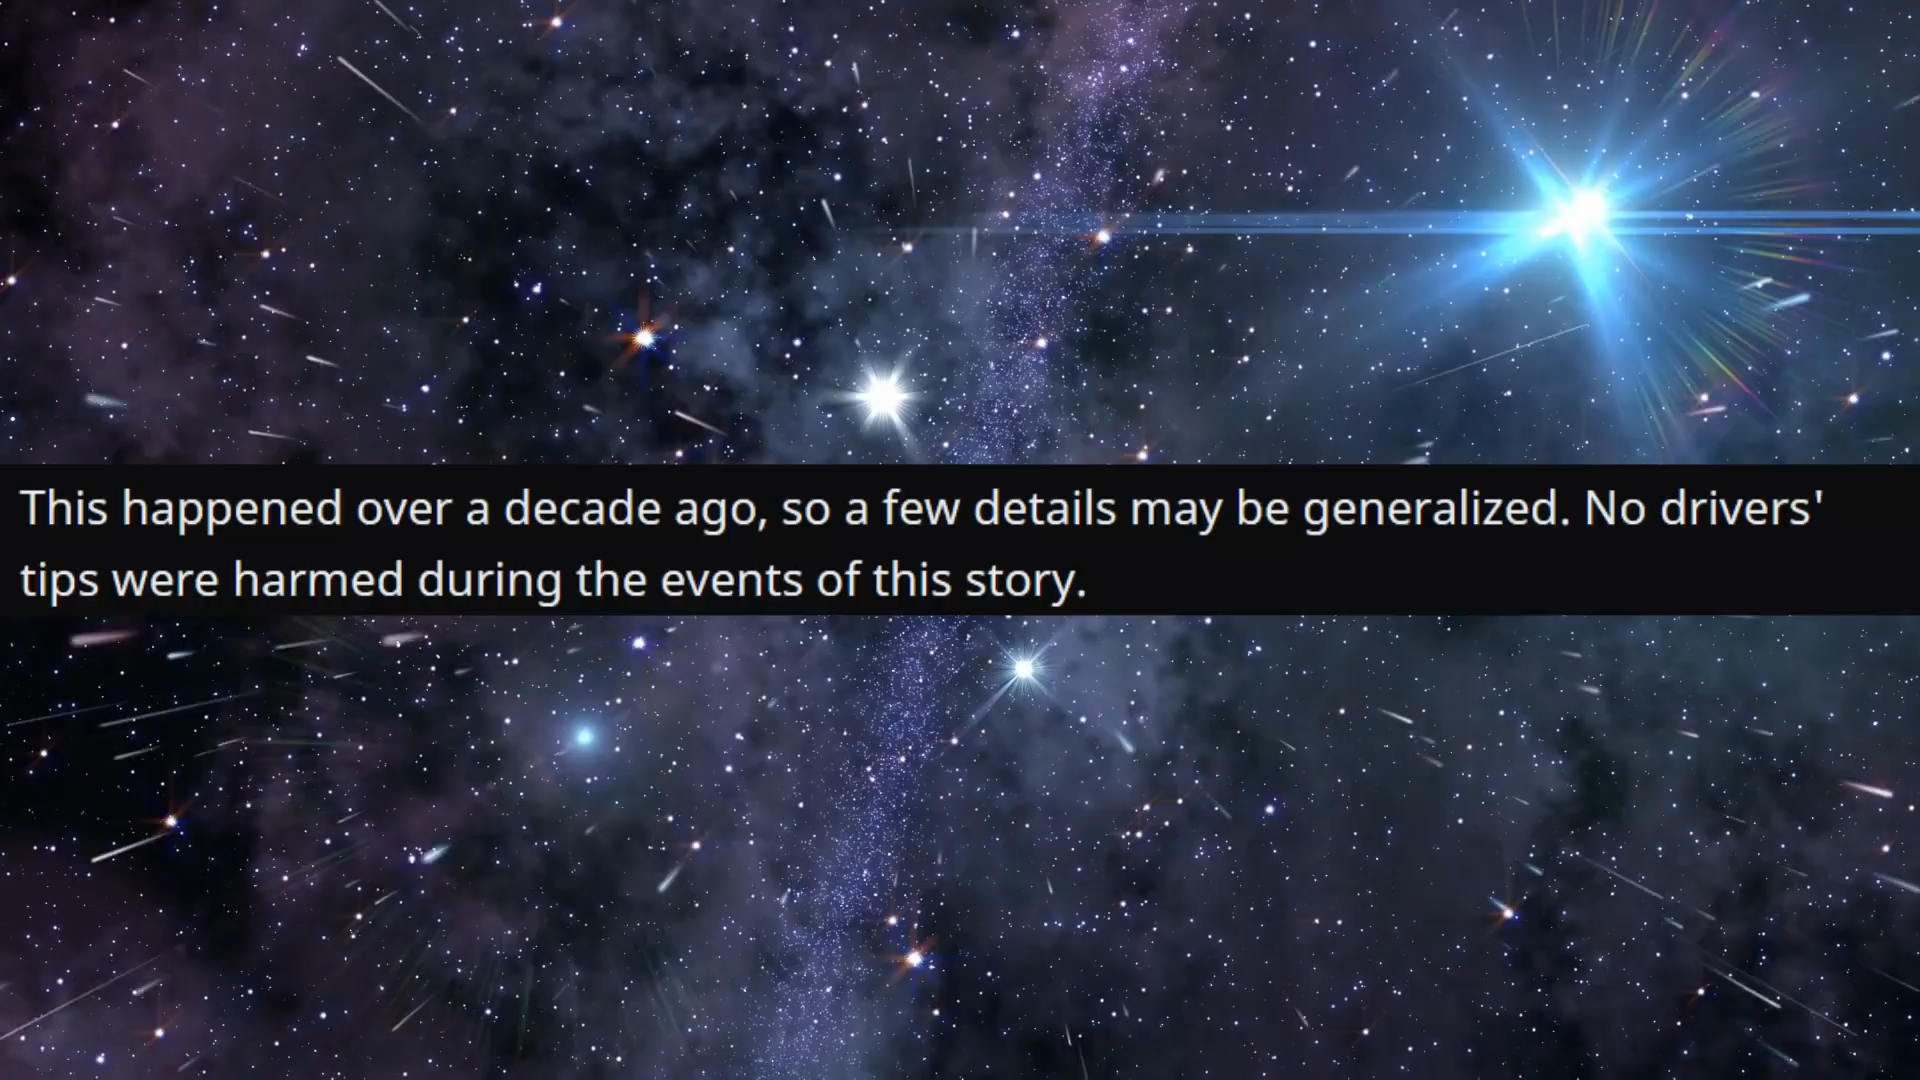 This happened over a decade ago, so a few details may be generalized. No drivers'
tips were harmed during the events of this story.